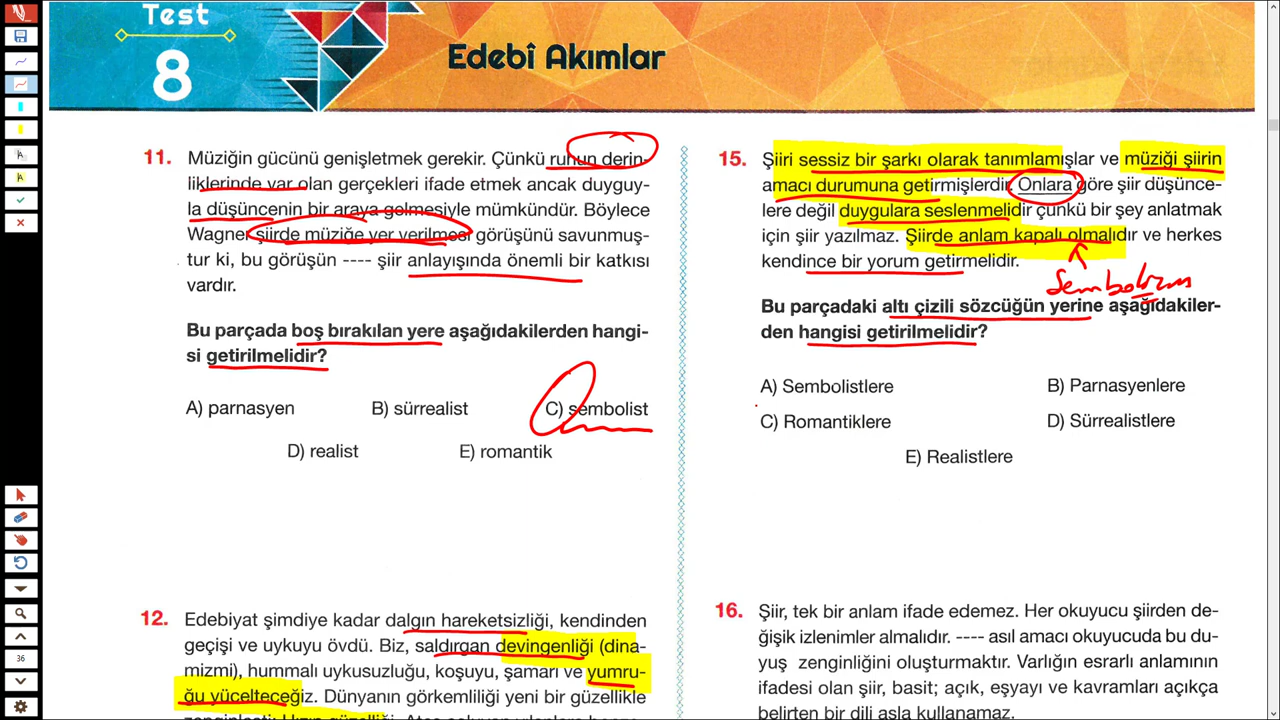 Test
8
Edebî Akımlar
11. Müziğin gücünü genişletmek gerekir. Çünkü ruhun derin-
liklerinde var olan gerçekleri ifade etmek ancak duyguy-
la düşüncenin bir araya gelmesiyle mümkündür. Böylece
Wagner şiirde müziğe yer verilmesi görüşünü savunmuş-
tur ki, bu görüşün ---- şiir anlayışında önemli bir katkısı
vardır.
Bu parçada boş bırakılan yere aşağıdakilerden hangi-
si getirilmelidir?
A) parnasyen B) sürrealist C) sembolist
D) realist E) romantik
12. Edebiyat şimdiye kadar dalgın hareketsizliği, kendinden
geçişi ve uykuyu övdü. Biz, saldırgan devingenliği (dina-
mizmi), hummalı uykusuzluğu, koşuyu, şamarı ve yumru-
ğu yücelteceğiz. Dünyanın görkemliliği yeni bir güzellikle
15. Şiiri sessiz bir şarkı olarak tanımlamışlar ve müziği şiirin
amacı durumuna getirmişlerdir. Onlara göre şiir düşünce-
lere değil duygulara seslenmelidir çünkü bir şey anlatmak
için şiir yazılmaz. Şiirde anlam kapalı olmalıdır ve herkes
kendince bir yorum getirmelidir.
Sembolizm
Bu parçadaki altı çizili sözcüğün yerine aşağıdakiler-
den hangisi getirilmelidir?
A) Sembolistlere B) Parnasyenlere
C) Romantiklere D) Sürrealistlere
E) Realistlere
16. Şiir, tek bir anlam ifade edemez. Her okuyucu şiirden de-
ğişik izlenimler almalıdır. ---- asıl amacı okuyucuda bu du-
yuş zenginliğini oluşturmaktır. Varlığın esrarlı anlamının
ifadesi olan şiir, basit; açık, eşyayı ve kavramları açıkça
belirten bir dili asla kullanamaz.
36